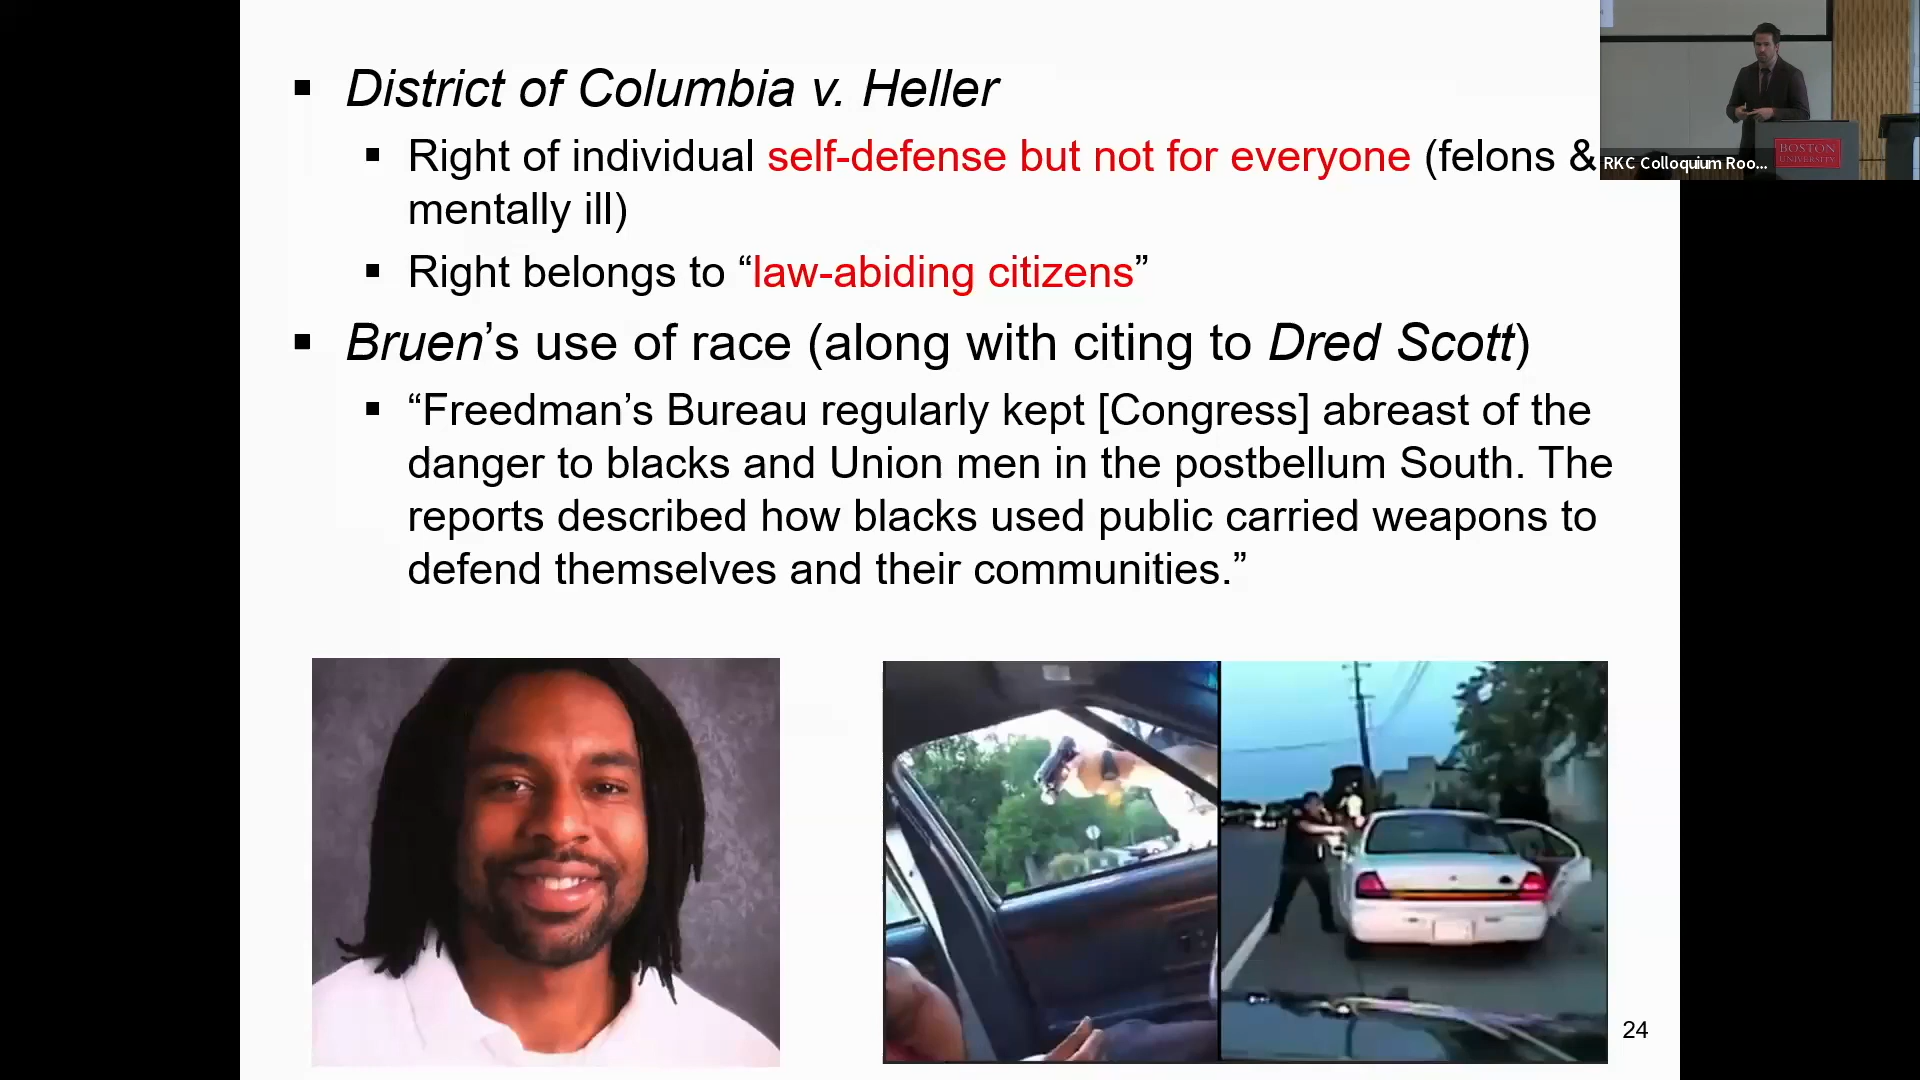 District of Columbia v. Heller
Right of individual self-defense but not for everyone (felons &
mentally ill)
Right belongs to “law-abiding citizens”
Bruen’s use of race (along with citing to Dred Scott)
“Freedman’s Bureau regularly kept [Congress] abreast of the
danger to blacks and Union men in the postbellum South. The
reports described how blacks used public carried weapons to
defend themselves and their communities.”
24
RKC Colloquium Roo...
BOSTON
UNIVERSITY